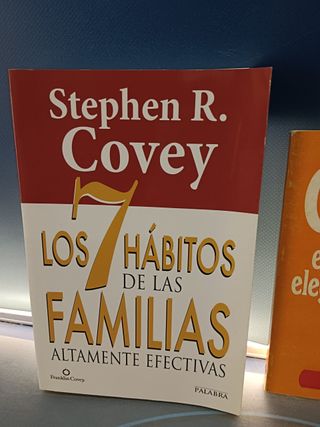 Stephen R.
Covey
LOS 7 HÁBITOS
DE LAS
FAMILIAS
ALTAMENTE EFECTIVAS
FranklinCovey
PALABRA